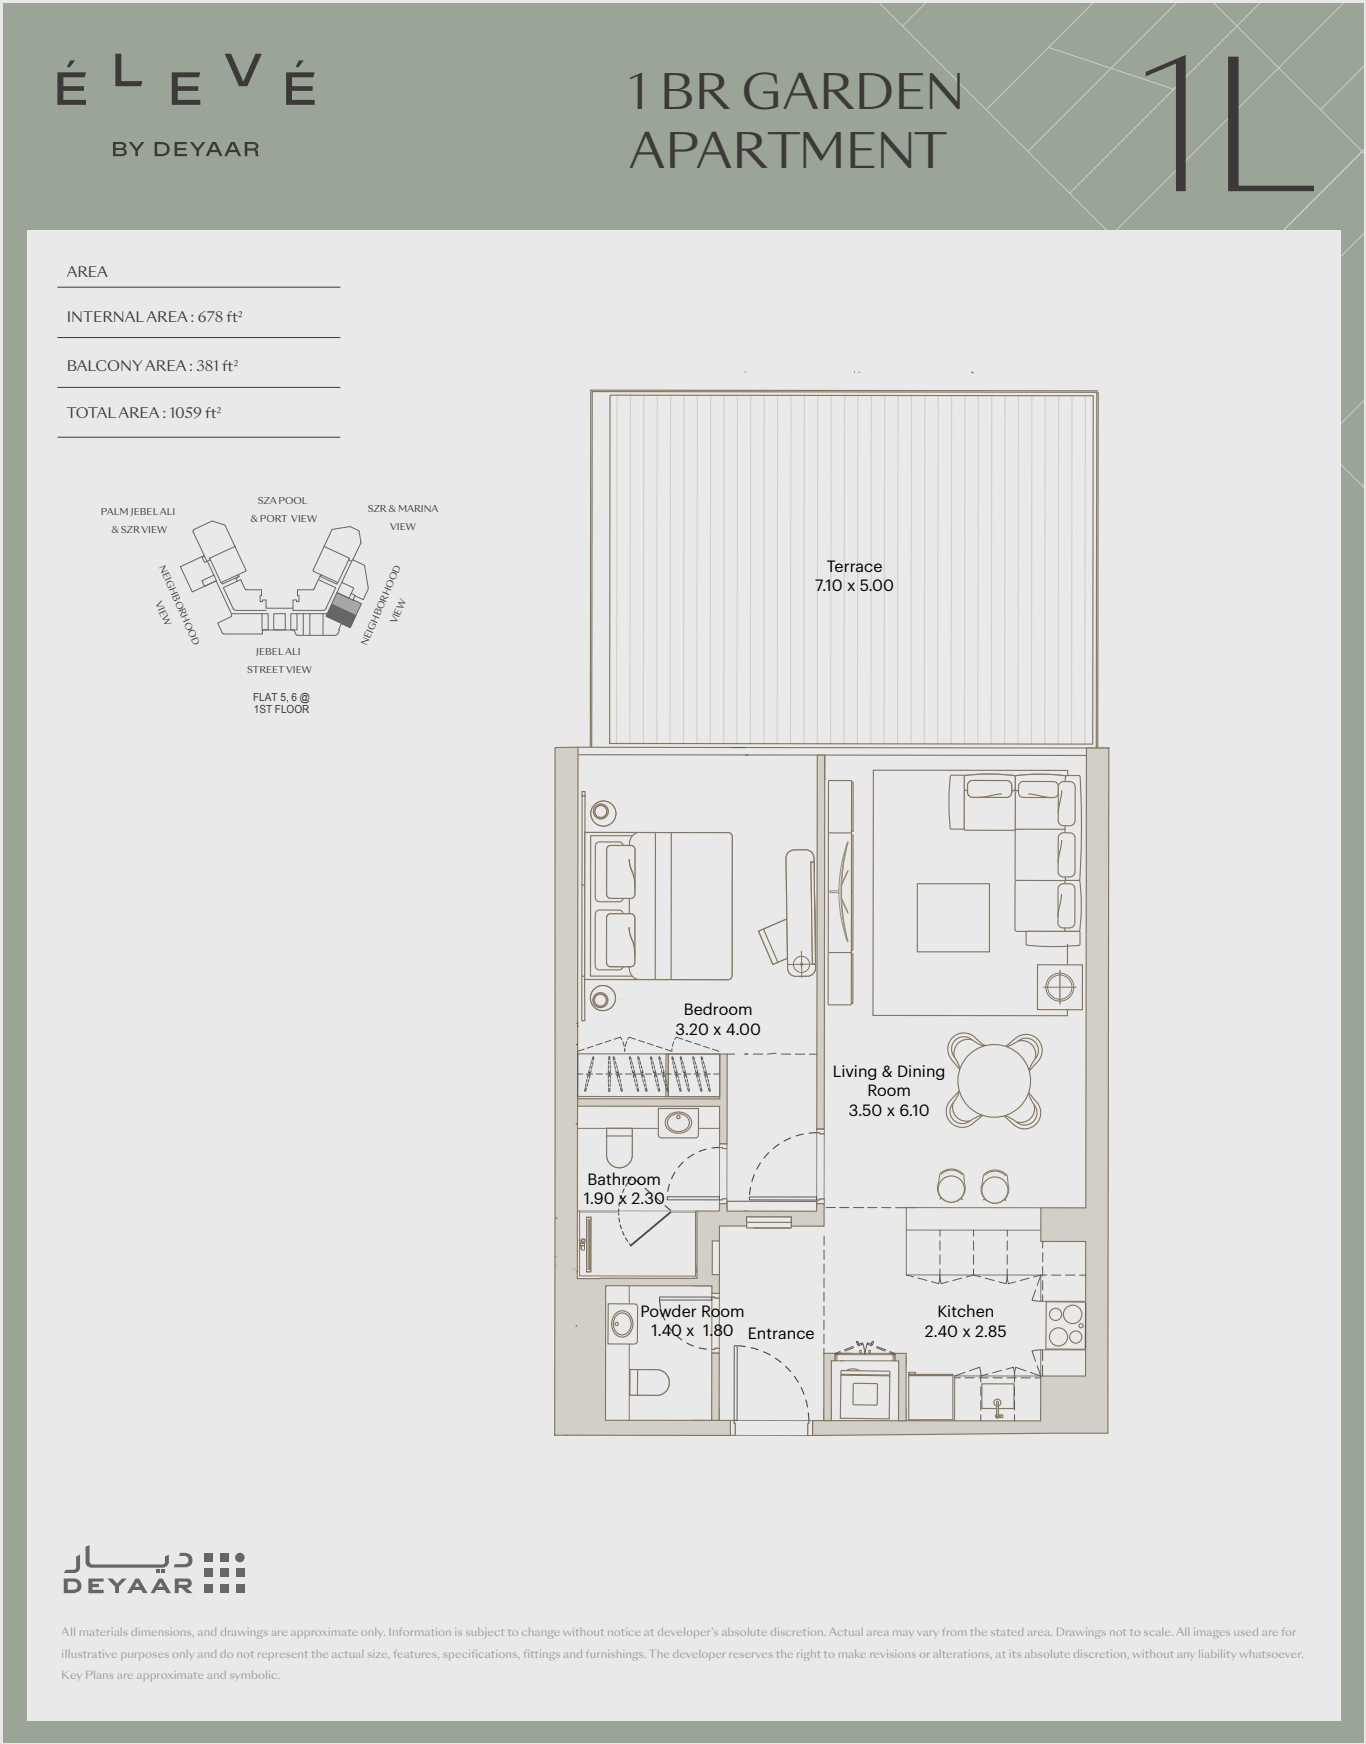 ÉLEVÉ
BY DEYAAR
1 BR GARDEN
APARTMENT
1L
AREA
INTERNAL AREA : 678 ft²
BALCONY AREA : 381 ft²
TOTAL AREA : 1059 ft²
PALM JEBEL ALI
& SZR VIEW
SZA POOL
& PORT VIEW
SZR & MARINA
VIEW
NEIGHBORHOOD
VIEW
NEIGHBORHOOD
VIEW
JEBEL ALI
STREET VIEW
FLAT 5, 6 @
1ST FLOOR
Terrace
7.10 x 5.00
Bedroom
3.20 x 4.00
Living & Dining
Room
3.50 x 6.10
Bathroom
1.90 x 2.30
Powder Room
1.40 x 1.80
Entrance
Kitchen
2.40 x 2.85
ديار
DEYAAR
All materials dimensions, and drawings are approximate only. Information is subject to change without notice at developer's absolute discretion. Actual area may vary from the stated area. Drawings not to scale. All images used are for
illustrative purposes only and do not represent the actual size, features, specifications, fittings and furnishings. The developer reserves the right to make revisions or alterations, at its absolute discretion, without any liability whatsoever.
Key Plans are approximate and symbolic.